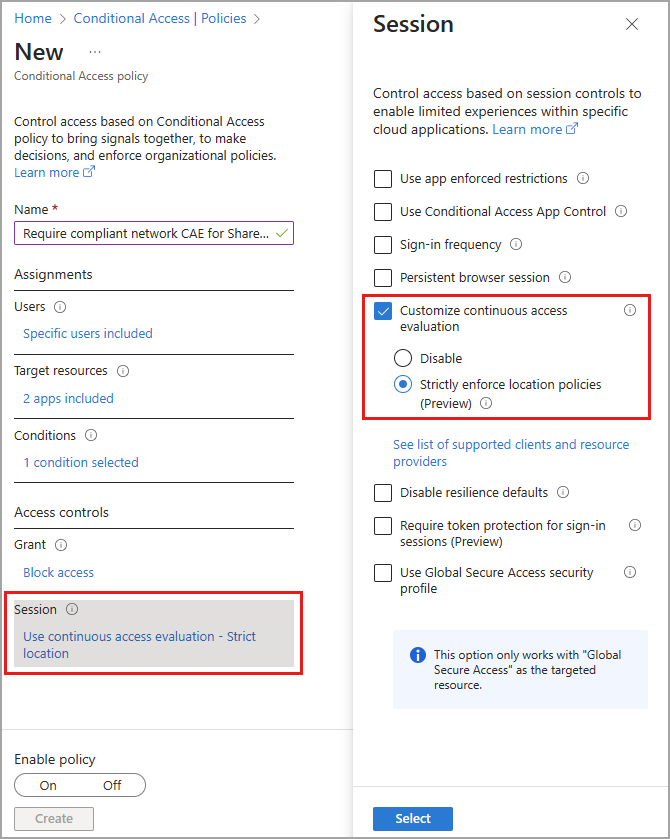 Home > Conditional Access | Policies >
New ...
Conditional Access policy
Control access based on Conditional Access
policy to bring signals together, to make
decisions, and enforce organizational policies.
Learn more
Name *
Require compliant network CAE for Share...
Assignments
Users
Specific users included
Target resources
2 apps included
Conditions
1 condition selected
Access controls
Grant
Block access
Session
Use continuous access evaluation - Strict
location
Enable policy
On Off
Create
Session
Control access based on session controls to
enable limited experiences within specific
cloud applications. Learn more
Use app enforced restrictions
Use Conditional Access App Control
Sign-in frequency
Persistent browser session
Customize continuous access
evaluation
Disable
Strictly enforce location policies
(Preview)
See list of supported clients and resource
providers
Disable resilience defaults
Require token protection for sign-in
sessions (Preview)
Use Global Secure Access security
profile
This option only works with "Global
Secure Access" as the targeted
resource.
Select